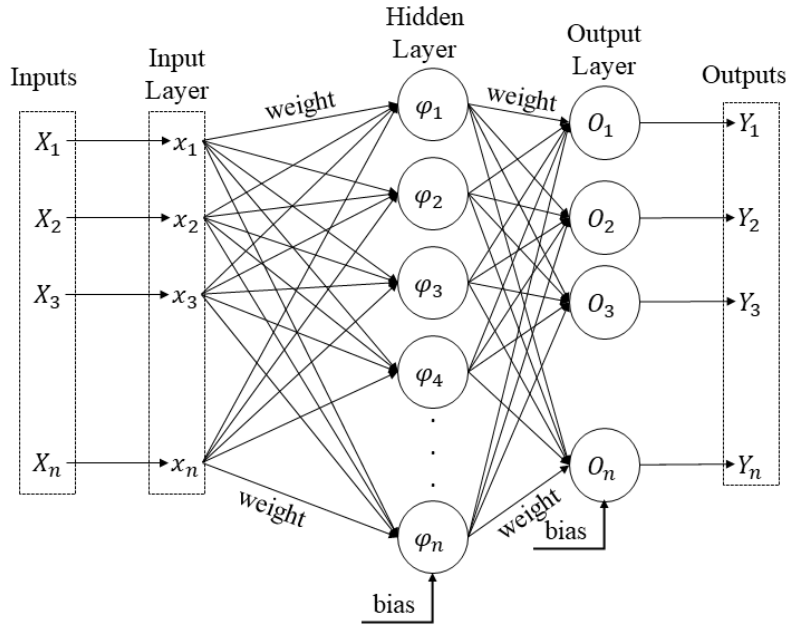 Hidden
Layer
Input
Layer
Output
Layer
Inputs
Outputs
weight
weight
X₁
x₁
φ₁
O₁
Y₁
X₂
x₂
φ₂
O₂
Y₂
X₃
x₃
φ₃
O₃
Y₃
φ₄
Xₙ
xₙ
Oₙ
Yₙ
weight
weight
φₙ
bias
bias